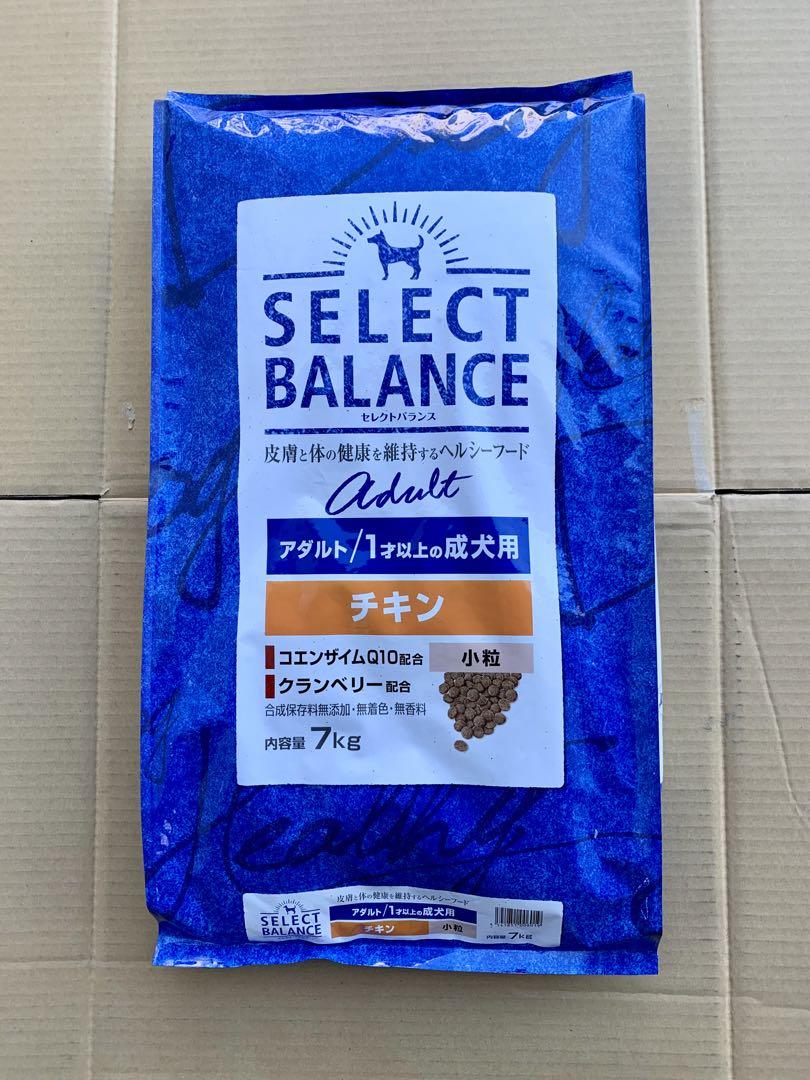 SELECT
BALANCE
セレクトバランス
皮膚と体の健康を維持するヘルシーフード
adult
アダルト/1才以上の成犬用
チキン
コエンザイムQ10配合
小粒
クランベリー配合
合成保存料無添加・無着色・無香料
内容量 7kg
Healthy
皮膚と体の健康を維持するヘルシーフード
SELECT
BALANCE
アダルト/1才以上の成犬用
チキン
小粒
内容量 7kg